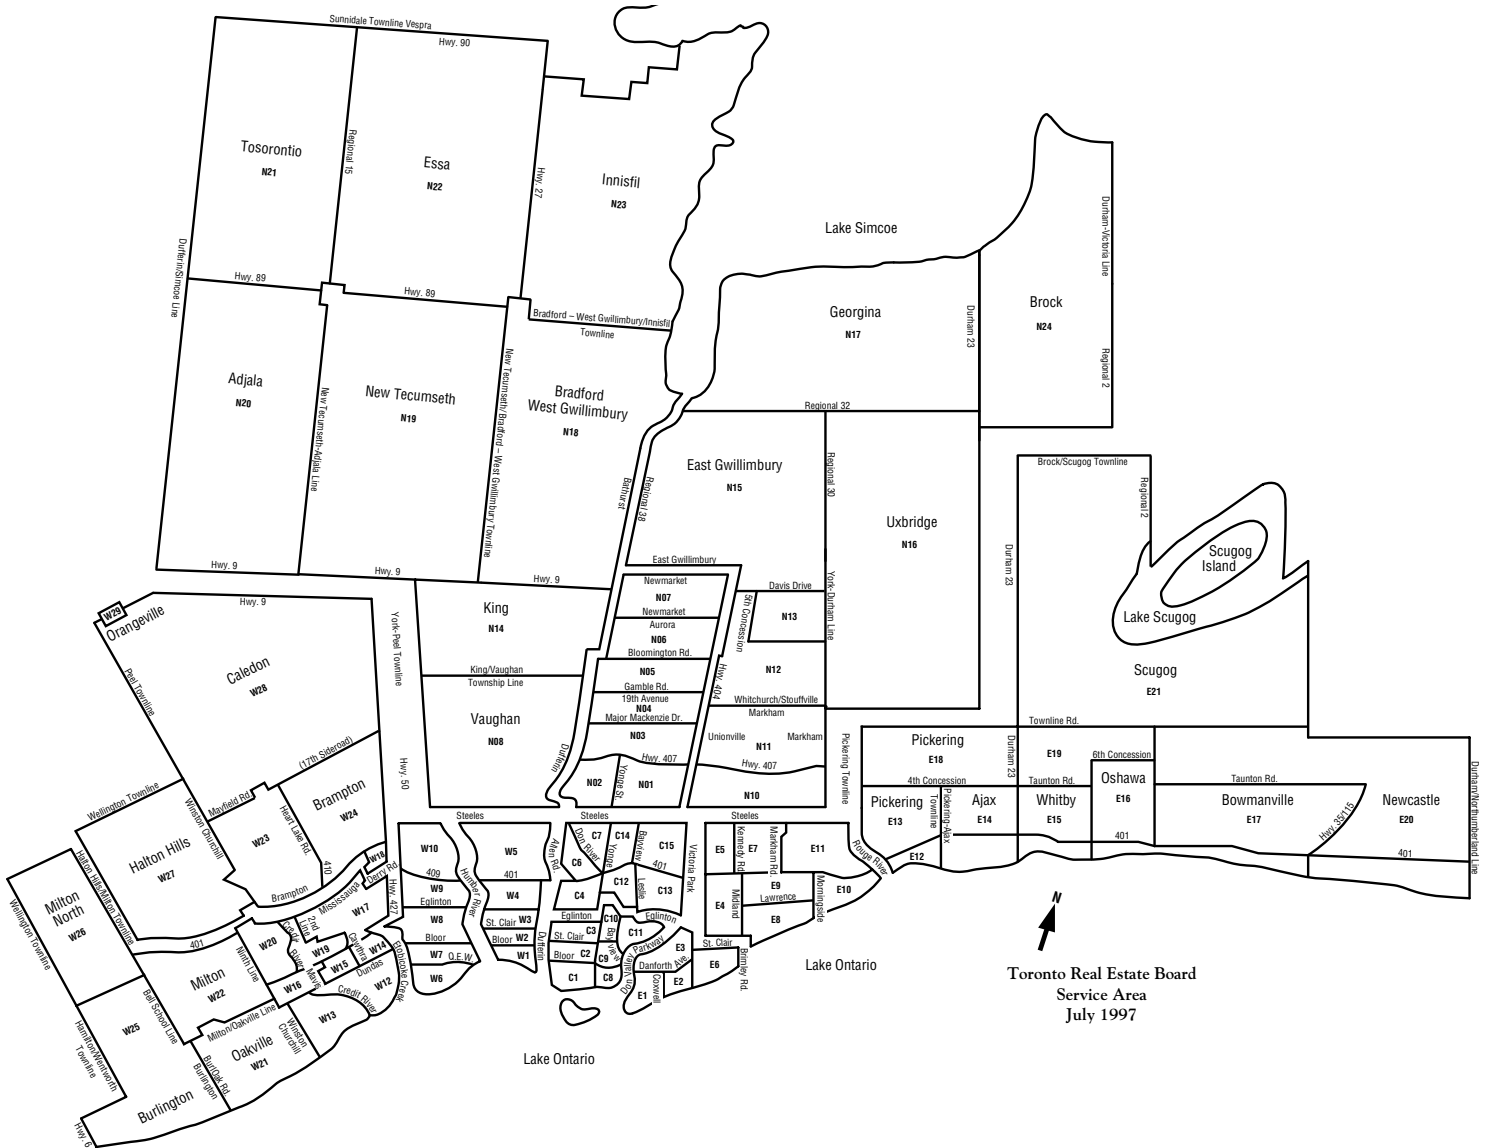 Sunnidale Townline Vespra
Hwy. 90
Tosorontio
N21
Regional 15
Essa
N22
Hwy. 27
Innisfil
N23
Lake Simcoe
Dufferin/Simcoe Line
Hwy. 89
Hwy. 89
Bradford – West Gwillimbury/Innisfil
Townline
Georgina
N17
Durham 23
Brock
N24
Durham-Victoria Line
Regional 2
Adjala
N20
New Tecumseth-Adjala Line
New Tecumseth
N19
New Tecumseth/ Bradford – West Gwillimbury Townline
Bradford
West Gwillimbury
N18
Regional 32
Bathurst
Regional 38
East Gwillimbury
N15
Regional 30
Uxbridge
N16
Brock/Scugog Townline
Regional 2
Durham 23
Scugog
Island
Lake Scugog
Scugog
E21
Hwy. 9
Hwy. 9
Hwy. 9
East Gwillimbury
Newmarket
N07
Newmarket
Aurora
N06
Bloomington Rd.
N05
Gamble Rd.
19th Avenue
N04
Major Mackenzie Dr.
N03
Hwy. 407
N02
Yonge St.
N01
Davis Drive
5th Concession
N13
York-Durham Line
N12
Hwy. 404
Whitchurch/Stouffville
Markham
Unionville
Markham
N11
Hwy. 407
N10
King
N14
King/Vaughan
Township Line
Vaughan
N08
Dufferin
York-Peel Townline
Hwy. 50
W29
Orangeville
Hwy. 9
Peel Townline
Caledon
W28
(17th Sideroad)
Wellington Townline
Winston Churchill
Mayfield Rd.
Heart Lake Rd.
W23
Brampton
W24
410
Halton Hills
W27
Halton Hills/Milton Townline
Milton
North
W26
Wellington Townline
401
Brampton
Mississauga
W18
Derry Rd.
Hwy. 427
W17
2nd
Line
Credit
River
W20
W19
Cawthra
W14
W15
Mavis
W16
Dundas
W12
Credit River
W13
Etobicoke Creek
Ninth Line
Milton
W22
Bell School Line
Milton/Oakville Line
Winston
Churchill
Oakville
W21
Burl/Oak Rd.
Burlington
W25
Hamilton/Wentworth
Townline
Burlington
Hwy. 6
Steeles
Steeles
Steeles
W10
409
W9
Eglinton
W8
Bloor
W7
Q.E.W.
W6
Humber River
W5
401
W4
St. Clair
W3
Bloor
W2
W1
Allen Rd.
Dufferin
Don River
C7
C6
C14
Yonge
Bayview
C15
401
C4
C12
Leslie
C13
Eglinton
Eglinton
C10
C11
St. Clair
C3
Bay View
Bloor
C2
C9
C1
C8
Don Valley Parkway
Victoria Park
E5
Kennedy Rd.
E7
Markham Rd.
E11
E4
Midland
E9
Lawrence
E8
Morningside
E10
Rouge River
St. Clair
E3
Danforth Ave.
E6
Brimley Rd.
Coxwell
E2
E1
Lake Ontario
Lake Ontario
Pickering Townline
Townline Rd.
Pickering
E18
Durham 23
E19
6th Concession
4th Concession
Taunton Rd.
Oshawa
E16
Taunton Rd.
Pickering
E13
Townline
Pickering-Ajax
Ajax
E14
Whitby
E15
401
Bowmanville
E17
Hwy. 35/115
Newcastle
E20
401
E12
Durham/Northumberland Line
N
Toronto Real Estate Board
Service Area
July 1997